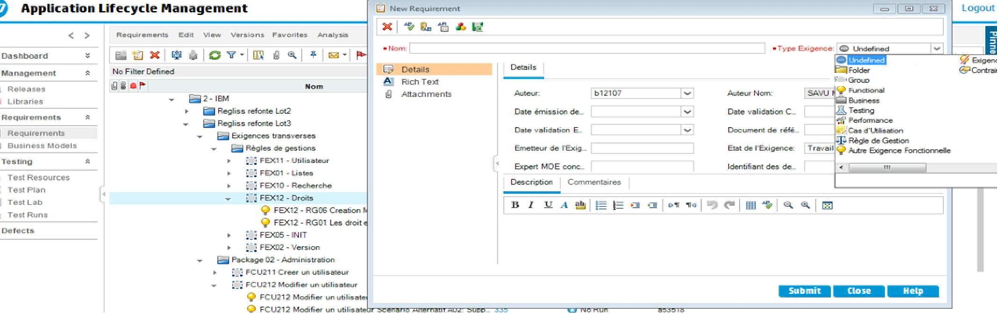 Application Lifecycle Management
New Requirement
Logout
Requirements Edit View Versions Favorites Analysis
Nom:
Type Exigence: Undefined
No Filter Defined
Nom
Dashboard
Management
Releases
Libraries
Requirements
Requirements
Business Models
Testing
Test Resources
Test Plan
Test Lab
Test Runs
Defects
2 - IBM
Regliss refonte Lot2
Regliss refonte Lot3
Exigences transverses
Règles de gestions
FEX11 - Utilisateur
FEX01 - Listes
FEX10 - Recherche
FEX12 - Droits
FEX12 - RG06 Creation M
FEX12 - RG01 Les droit e
FEX05 - INIT
FEX02 - Version
Package 02 - Administration
FCU211 Creer un utilisateur
FCU212 Modifier un utilisateur
FCU212 Modifier un utilisate
FCU212 Modifier un utilisateur Scenario Alternatif A02: Supp... 335 No Run a53518
Details
Rich Text
Attachments
Details
Auteur: b12107 Auteur Nom: SAVU M
Date émission de... Date validation C...
Date validation E... Document de réfé...
Emetteur de l'Exig... Etat de l'Exigence: Travail
Expert MOE conc... Identifiant des de...
Description Commentaires
Undefined
Folder
Group
Functional
Business
Testing
Performance
Cas d'Utilisation
Règle de Gestion
Autre Exigence Fonctionnelle
Exigenc
Contrai
Pinne
Submit Close Help